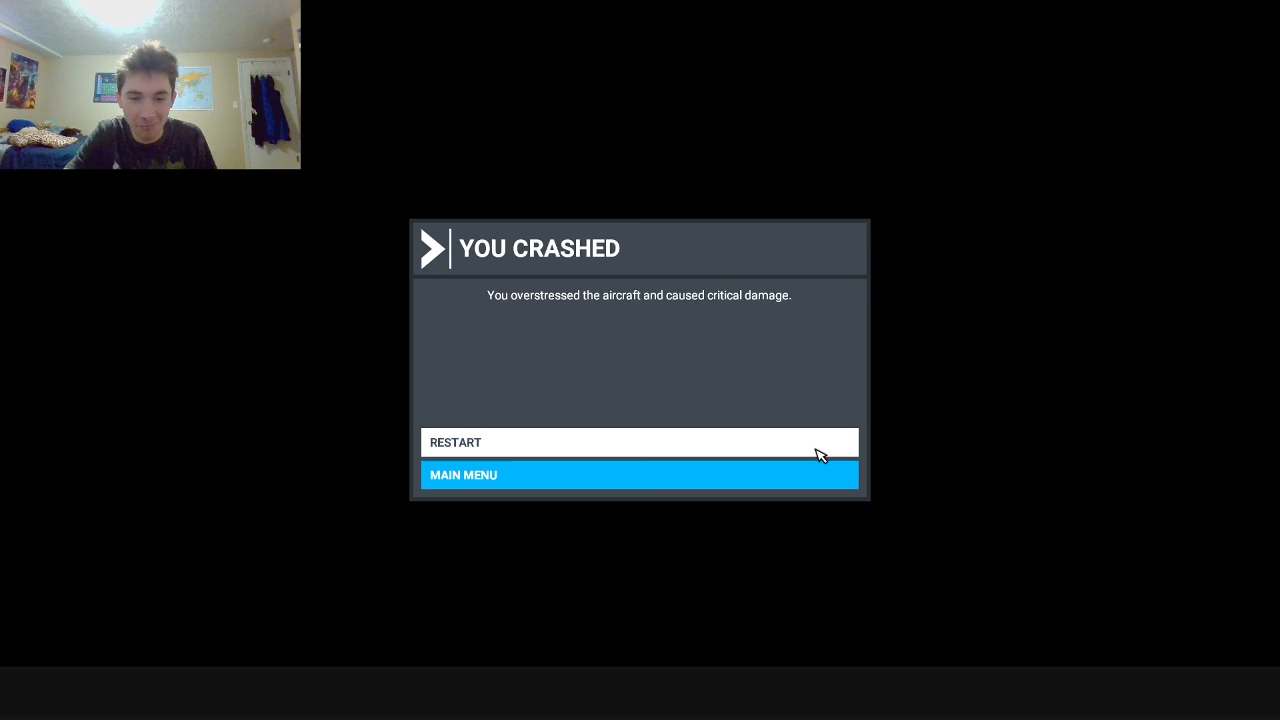 YOU CRASHED
You overstressed the aircraft and caused critical damage.
RESTART
MAIN MENU